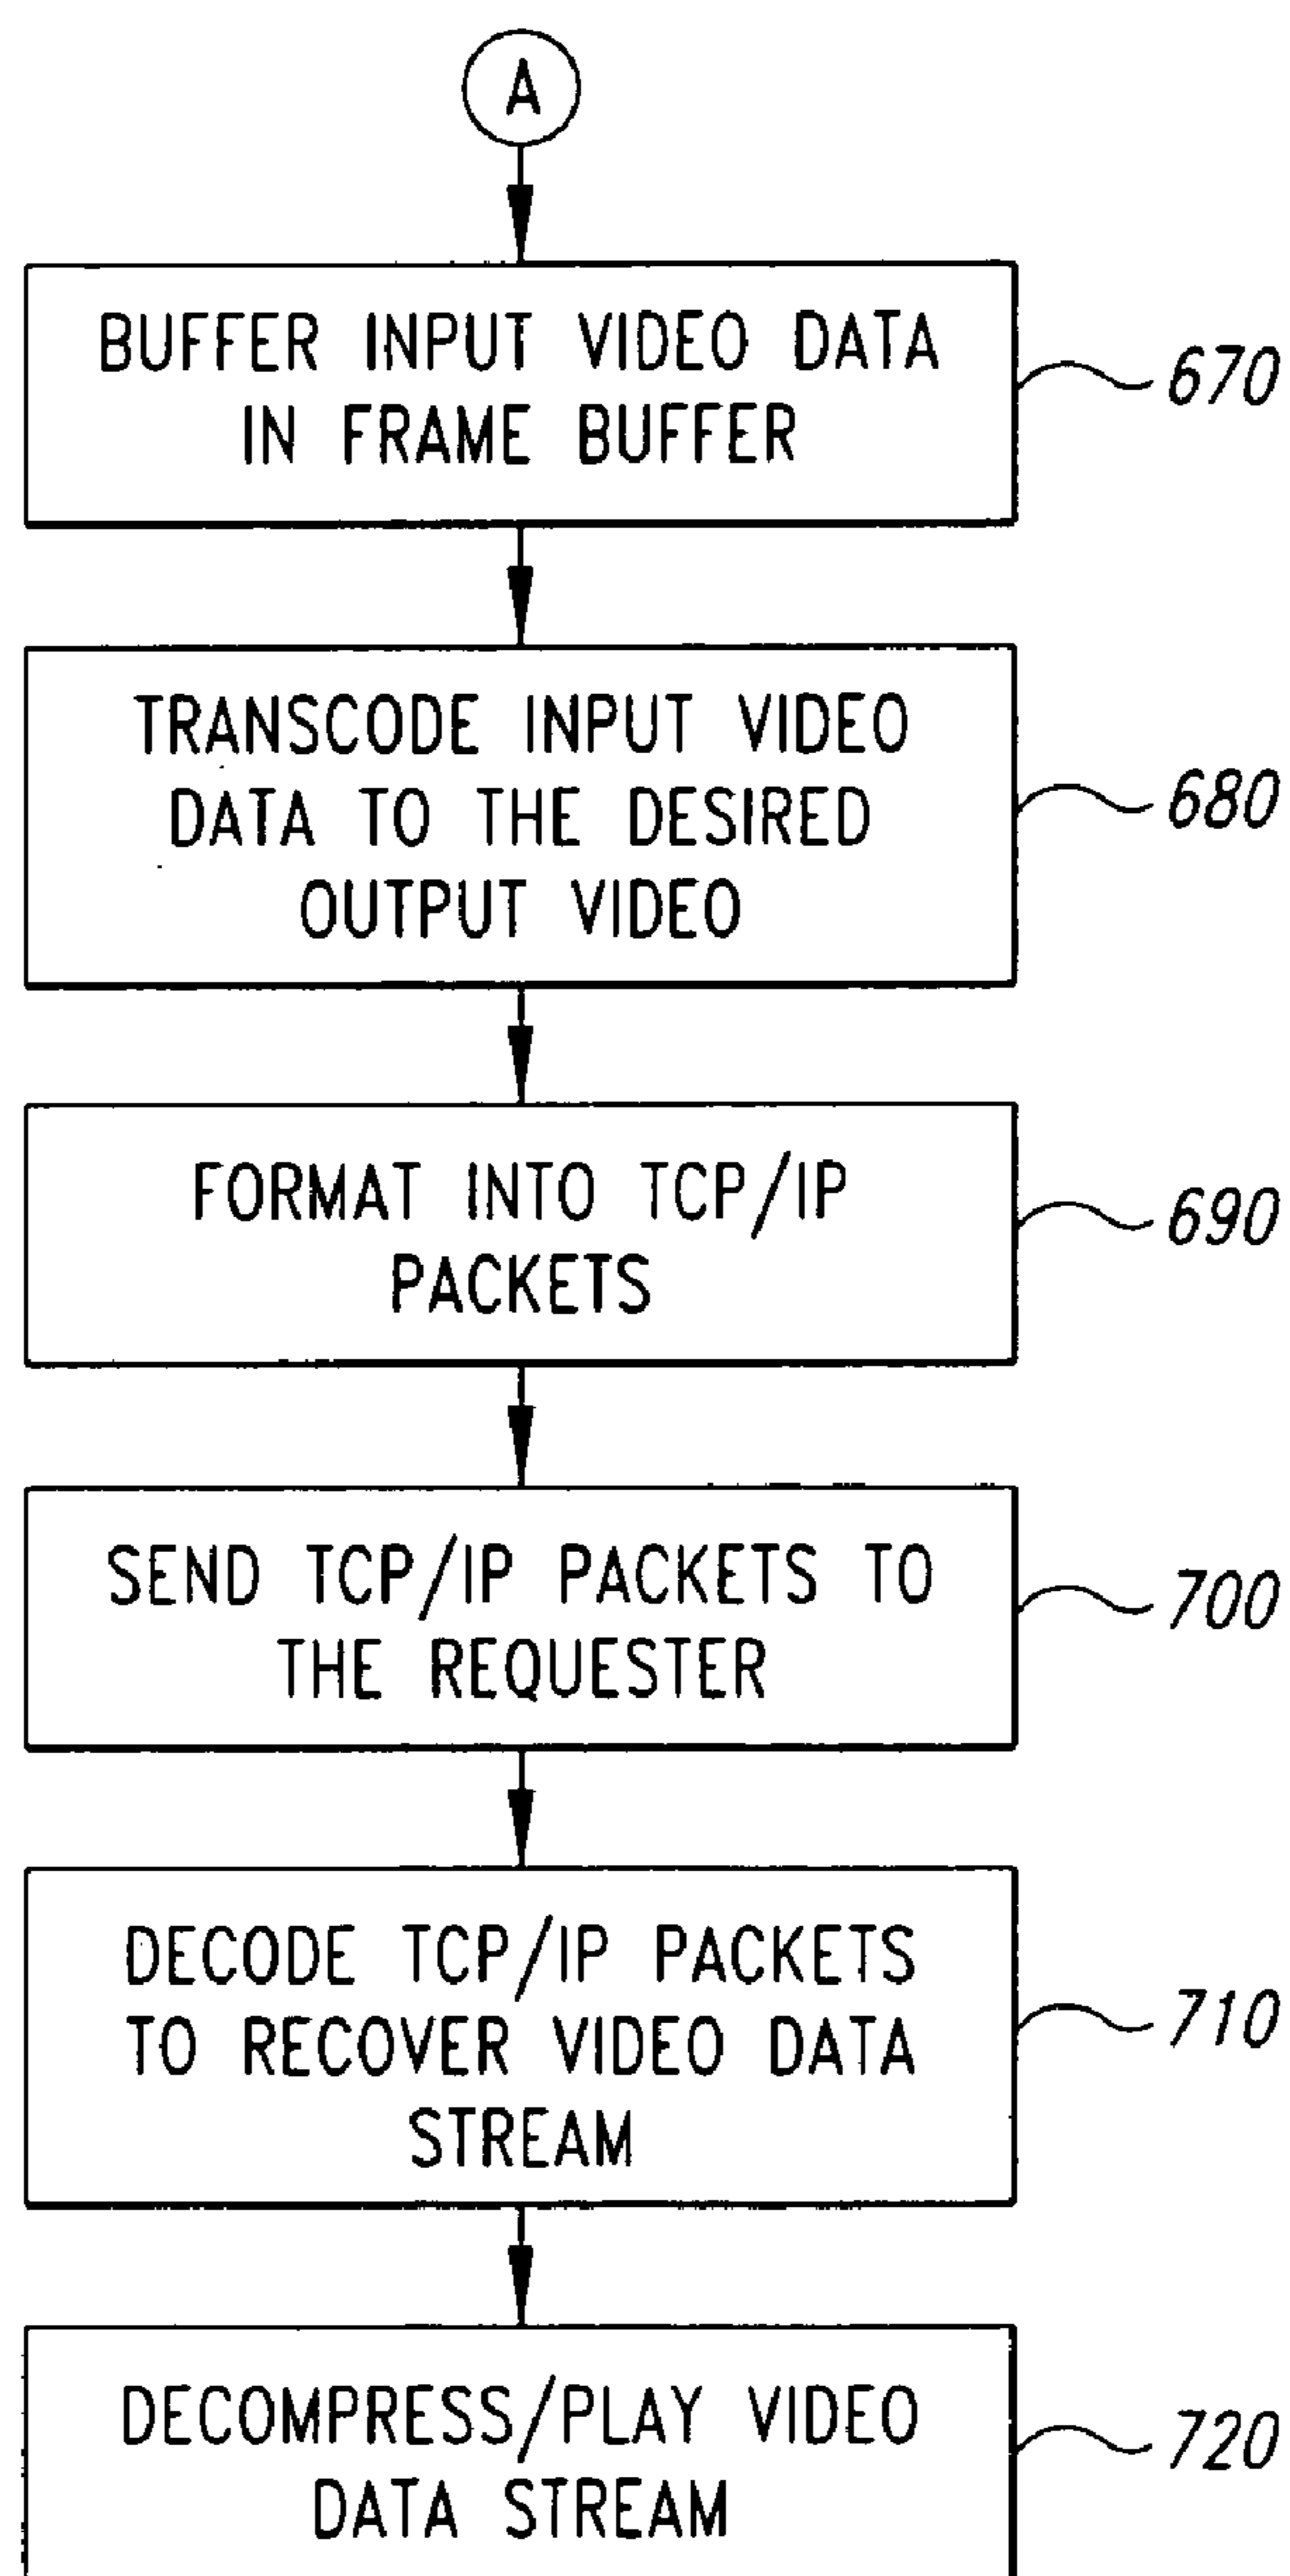 A
BUFFER INPUT VIDEO DATA
IN FRAME BUFFER
670
TRANSCODE INPUT VIDEO
DATA TO THE DESIRED
OUTPUT VIDEO
680
FORMAT INTO TCP/IP
PACKETS
690
SEND TCP/IP PACKETS TO
THE REQUESTER
700
DECODE TCP/IP PACKETS
TO RECOVER VIDEO DATA
STREAM
710
DECOMPRESS/PLAY VIDEO
DATA STREAM
720